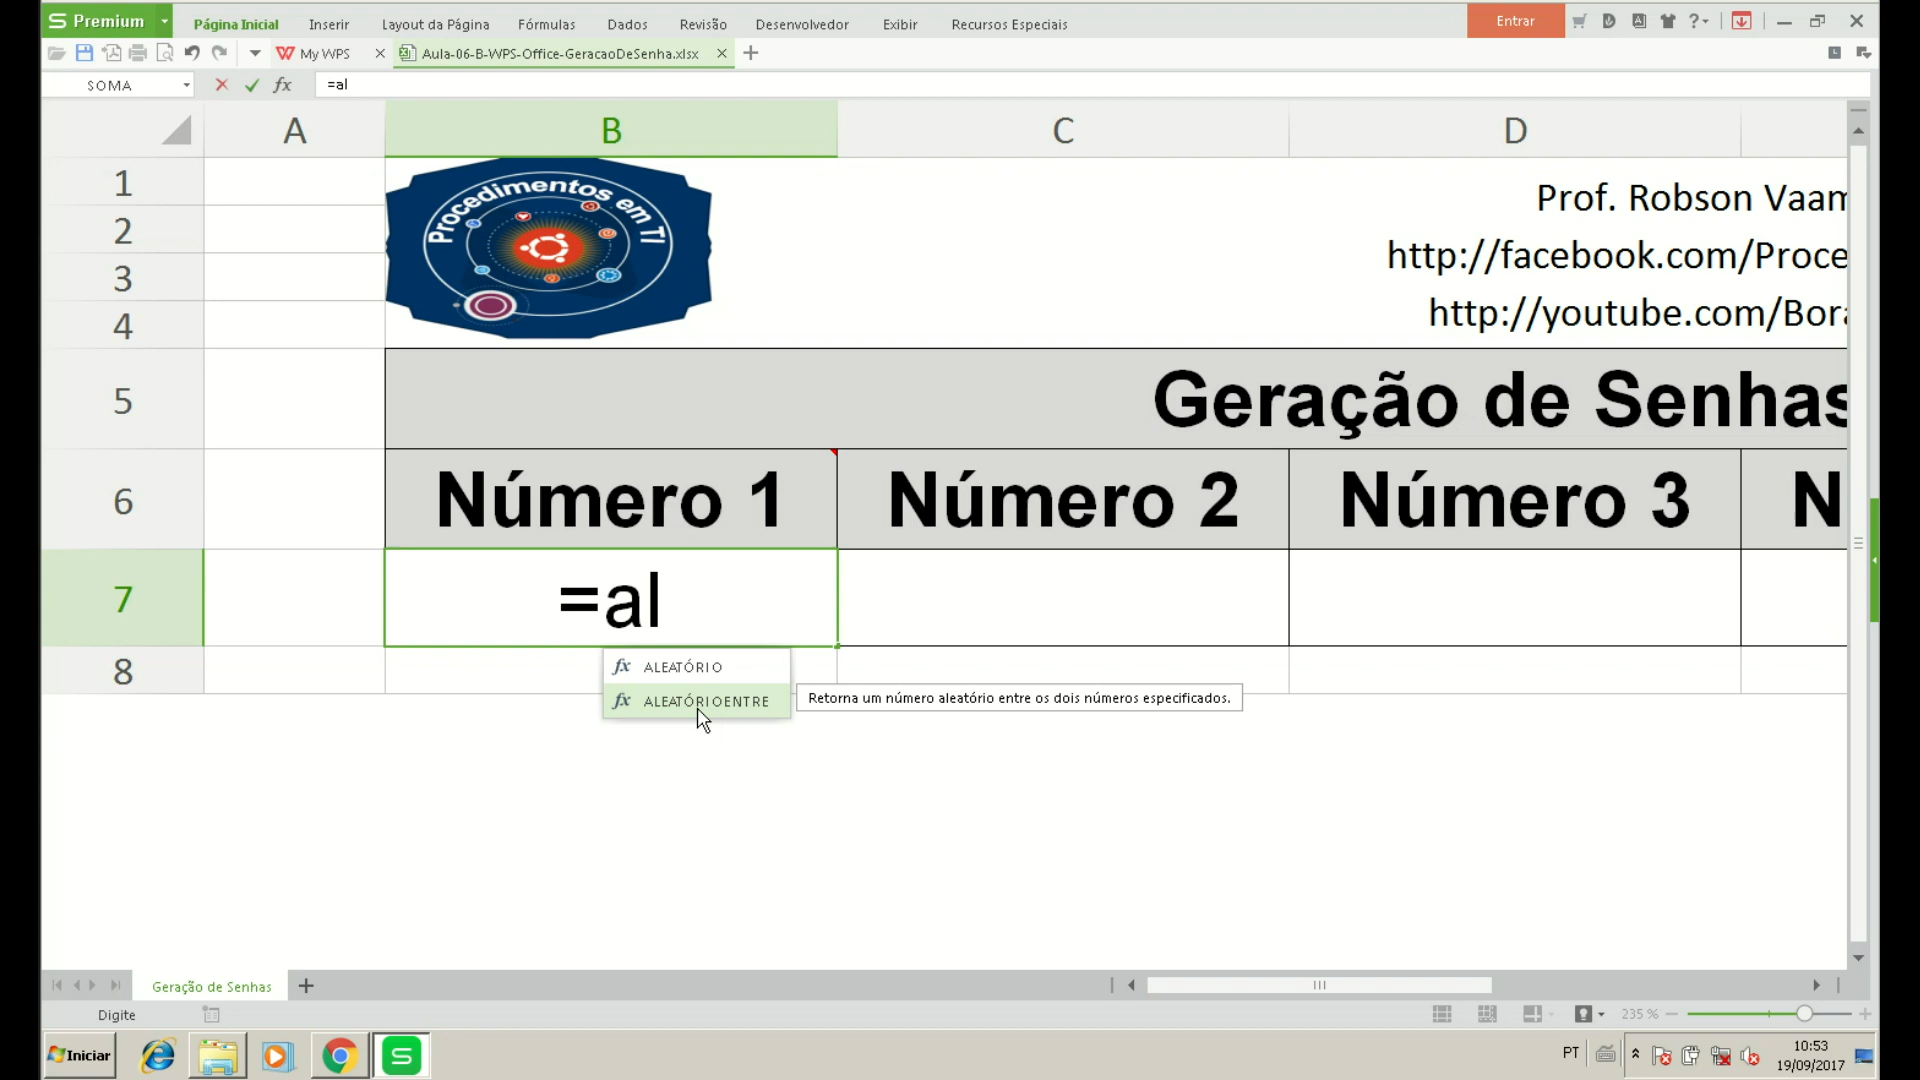 Premium
Página Inicial Inserir Layout da Página Fórmulas Dados Revisão Desenvolvedor Exibir Recursos Especiais
Entrar
My WPS
Aula-06-B-WPS-Office-GeracaoDeSenha.xlsx
SOMA
=al
A B C D
1
2
3
4
5
6
7
8
Procedimentos em TI
Prof. Robson Vaam
http://facebook.com/Proce
http://youtube.com/Bora
Geração de Senhas
Número 1 Número 2 Número 3 N
=al
ALEATÓRIO
ALEATÓRIOENTRE
Retorna um número aleatório entre os dois números especificados.
Geração de Senhas
Digite
235 %
Iniciar
PT
10:53
19/09/2017